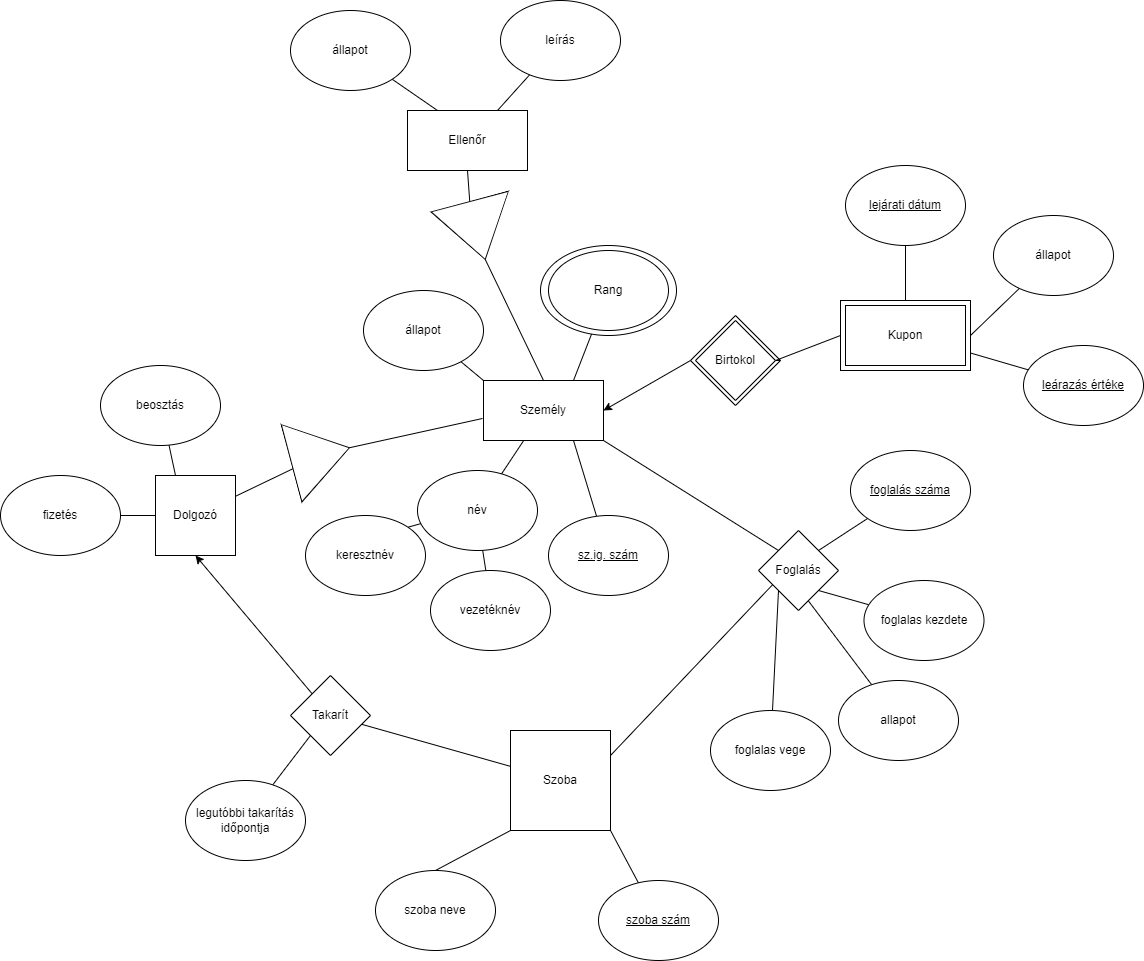 állapot
leírás
Ellenőr
lejárati dátum
állapot
Rang
állapot
Kupon
Birtokol
leárazás értéke
beosztás
Személy
foglalás száma
fizetés
Dolgozó
név
keresztnév
sz.ig. szám
Foglalás
vezetéknév
foglalas kezdete
Takarít
allapot
foglalas vege
Szoba
legutóbbi takarítás
időpontja
szoba neve
szoba szám